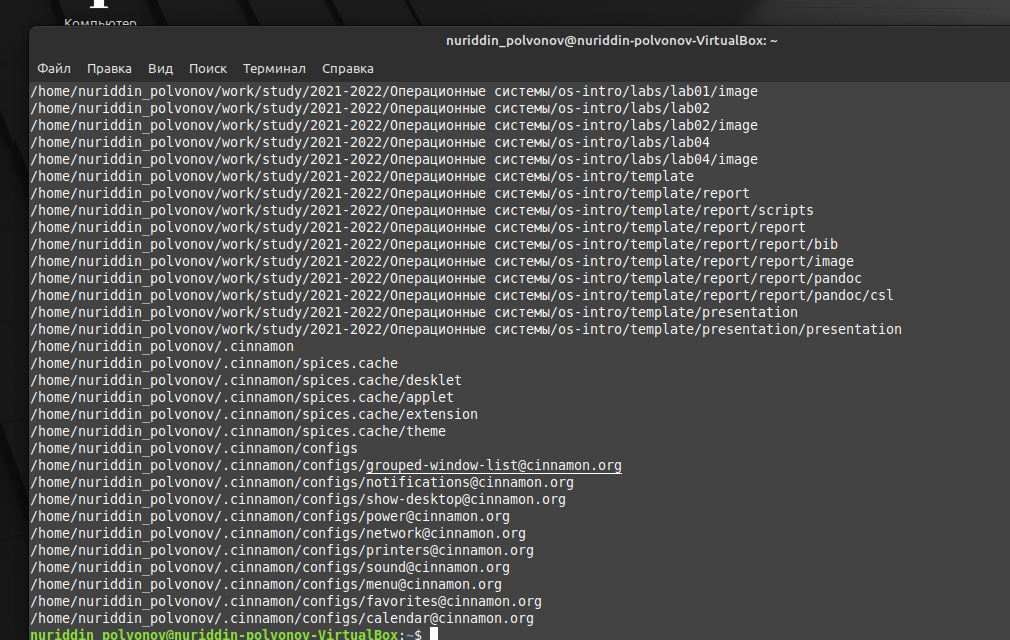 Компьютер
nuriddin_polvonov@nuriddin-polvonov-VirtualBox: ~
Файл Правка Вид Поиск Терминал Справка
/home/nuriddin_polvonov/work/study/2021-2022/Операционные системы/os-intro/labs/lab01/image
/home/nuriddin_polvonov/work/study/2021-2022/Операционные системы/os-intro/labs/lab02
/home/nuriddin_polvonov/work/study/2021-2022/Операционные системы/os-intro/labs/lab02/image
/home/nuriddin_polvonov/work/study/2021-2022/Операционные системы/os-intro/labs/lab04
/home/nuriddin_polvonov/work/study/2021-2022/Операционные системы/os-intro/labs/lab04/image
/home/nuriddin_polvonov/work/study/2021-2022/Операционные системы/os-intro/template
/home/nuriddin_polvonov/work/study/2021-2022/Операционные системы/os-intro/template/report
/home/nuriddin_polvonov/work/study/2021-2022/Операционные системы/os-intro/template/report/scripts
/home/nuriddin_polvonov/work/study/2021-2022/Операционные системы/os-intro/template/report/report
/home/nuriddin_polvonov/work/study/2021-2022/Операционные системы/os-intro/template/report/report/bib
/home/nuriddin_polvonov/work/study/2021-2022/Операционные системы/os-intro/template/report/report/image
/home/nuriddin_polvonov/work/study/2021-2022/Операционные системы/os-intro/template/report/report/pandoc
/home/nuriddin_polvonov/work/study/2021-2022/Операционные системы/os-intro/template/report/report/pandoc/csl
/home/nuriddin_polvonov/work/study/2021-2022/Операционные системы/os-intro/template/presentation
/home/nuriddin_polvonov/work/study/2021-2022/Операционные системы/os-intro/template/presentation/presentation
/home/nuriddin_polvonov/.cinnamon
/home/nuriddin_polvonov/.cinnamon/spices.cache
/home/nuriddin_polvonov/.cinnamon/spices.cache/desklet
/home/nuriddin_polvonov/.cinnamon/spices.cache/applet
/home/nuriddin_polvonov/.cinnamon/spices.cache/extension
/home/nuriddin_polvonov/.cinnamon/spices.cache/theme
/home/nuriddin_polvonov/.cinnamon/configs
/home/nuriddin_polvonov/.cinnamon/configs/grouped-window-list@cinnamon.org
/home/nuriddin_polvonov/.cinnamon/configs/notifications@cinnamon.org
/home/nuriddin_polvonov/.cinnamon/configs/show-desktop@cinnamon.org
/home/nuriddin_polvonov/.cinnamon/configs/power@cinnamon.org
/home/nuriddin_polvonov/.cinnamon/configs/network@cinnamon.org
/home/nuriddin_polvonov/.cinnamon/configs/printers@cinnamon.org
/home/nuriddin_polvonov/.cinnamon/configs/sound@cinnamon.org
/home/nuriddin_polvonov/.cinnamon/configs/menu@cinnamon.org
/home/nuriddin_polvonov/.cinnamon/configs/favorites@cinnamon.org
/home/nuriddin_polvonov/.cinnamon/configs/calendar@cinnamon.org
nuriddin_polvonov@nuriddin-polvonov-VirtualBox:~$